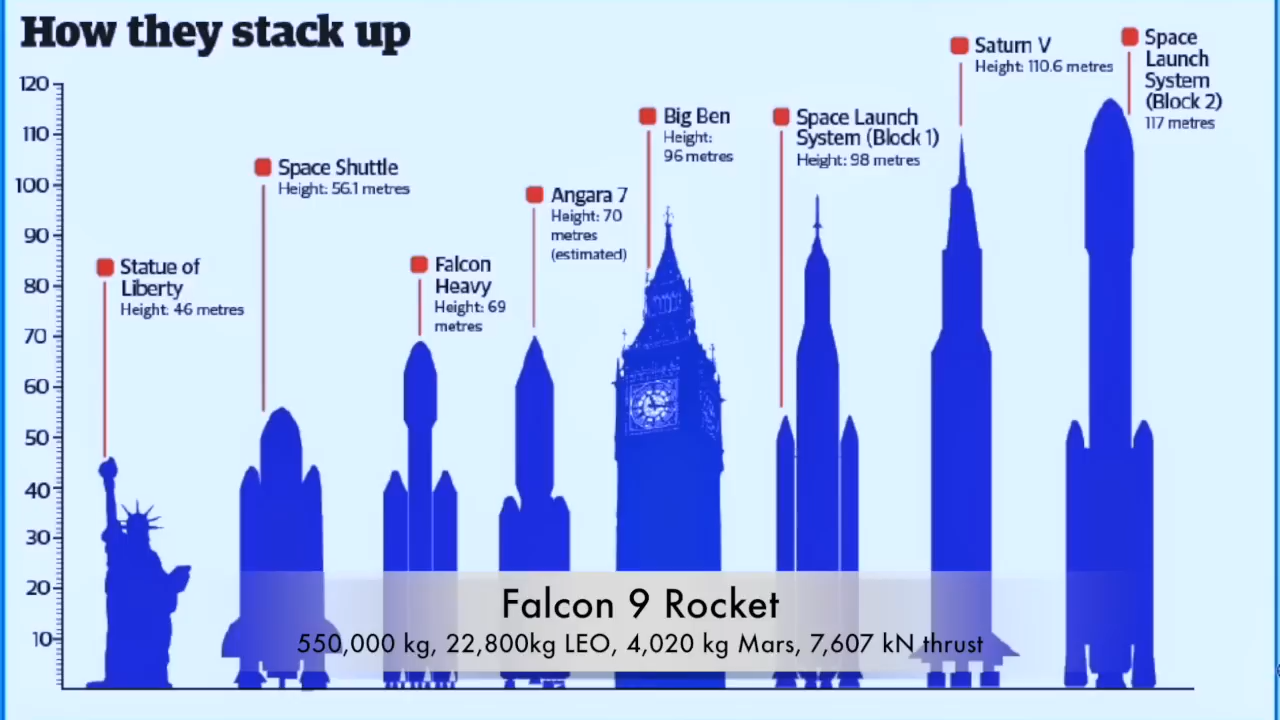 How they stack up
120
110
100
90
80
70
60
50
40
30
20
10
Statue of
Liberty
Height: 46 metres
Space Shuttle
Height: 56.1 metres
Falcon
Heavy
Height: 69
metres
Angara 7
Height: 70
metres
(estimated)
Big Ben
Height:
96 metres
Space Launch
System (Block 1)
Height: 98 metres
Saturn V
Height: 110.6 metres
Space
Launch
System
(Block 2)
117 metres
Falcon 9 Rocket
550,000 kg, 22,800kg LEO, 4,020 kg Mars, 7,607 kN thrust